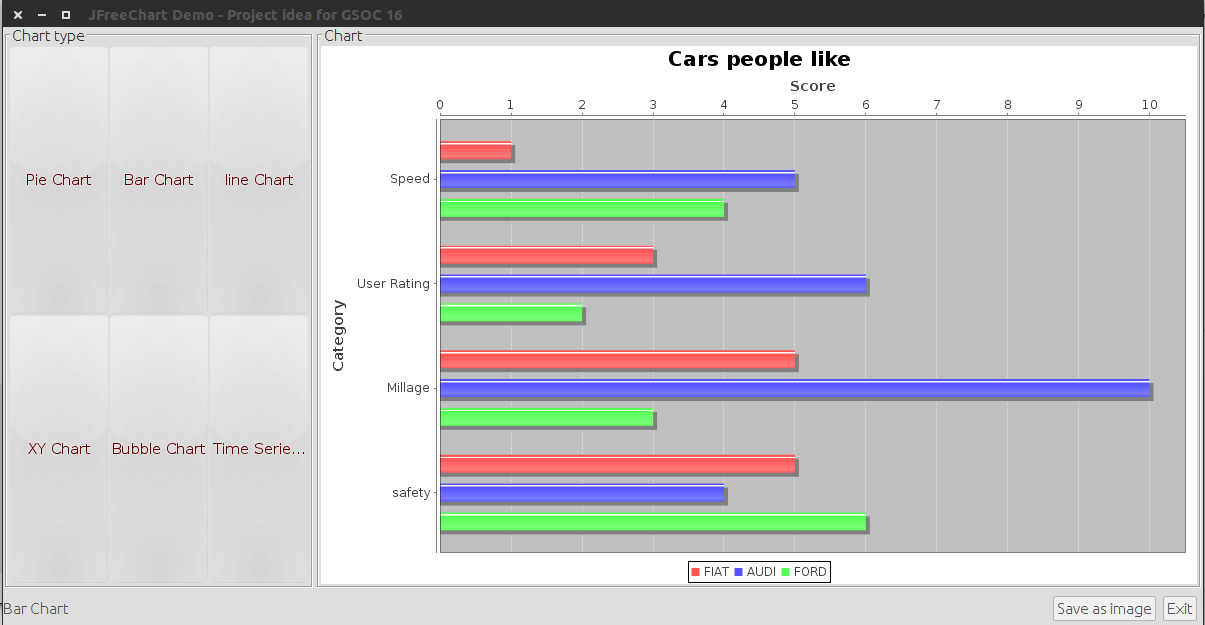 JFreeChart Demo - Project idea for GSOC 16
Chart type
Pie Chart Bar Chart line Chart
XY Chart Bubble Chart Time Serie...
Chart
Cars people like
Score
0 1 2 3 4 5 6 7 8 9 10
Category
Speed
User Rating
Millage
safety
FIAT AUDI FORD
Bar Chart
Save as image Exit